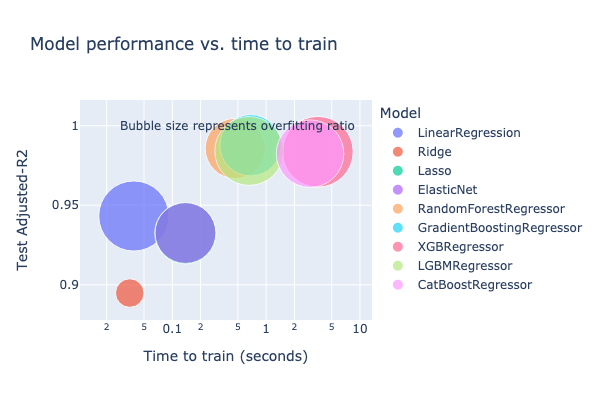 Model performance vs. time to train
Bubble size represents overfitting ratio
Test Adjusted-R2
1
0.95
0.9
2 5 0.1 2 5 1 2 5 10
Time to train (seconds)
Model
LinearRegression
Ridge
Lasso
ElasticNet
RandomForestRegressor
GradientBoostingRegressor
XGBRegressor
LGBMRegressor
CatBoostRegressor